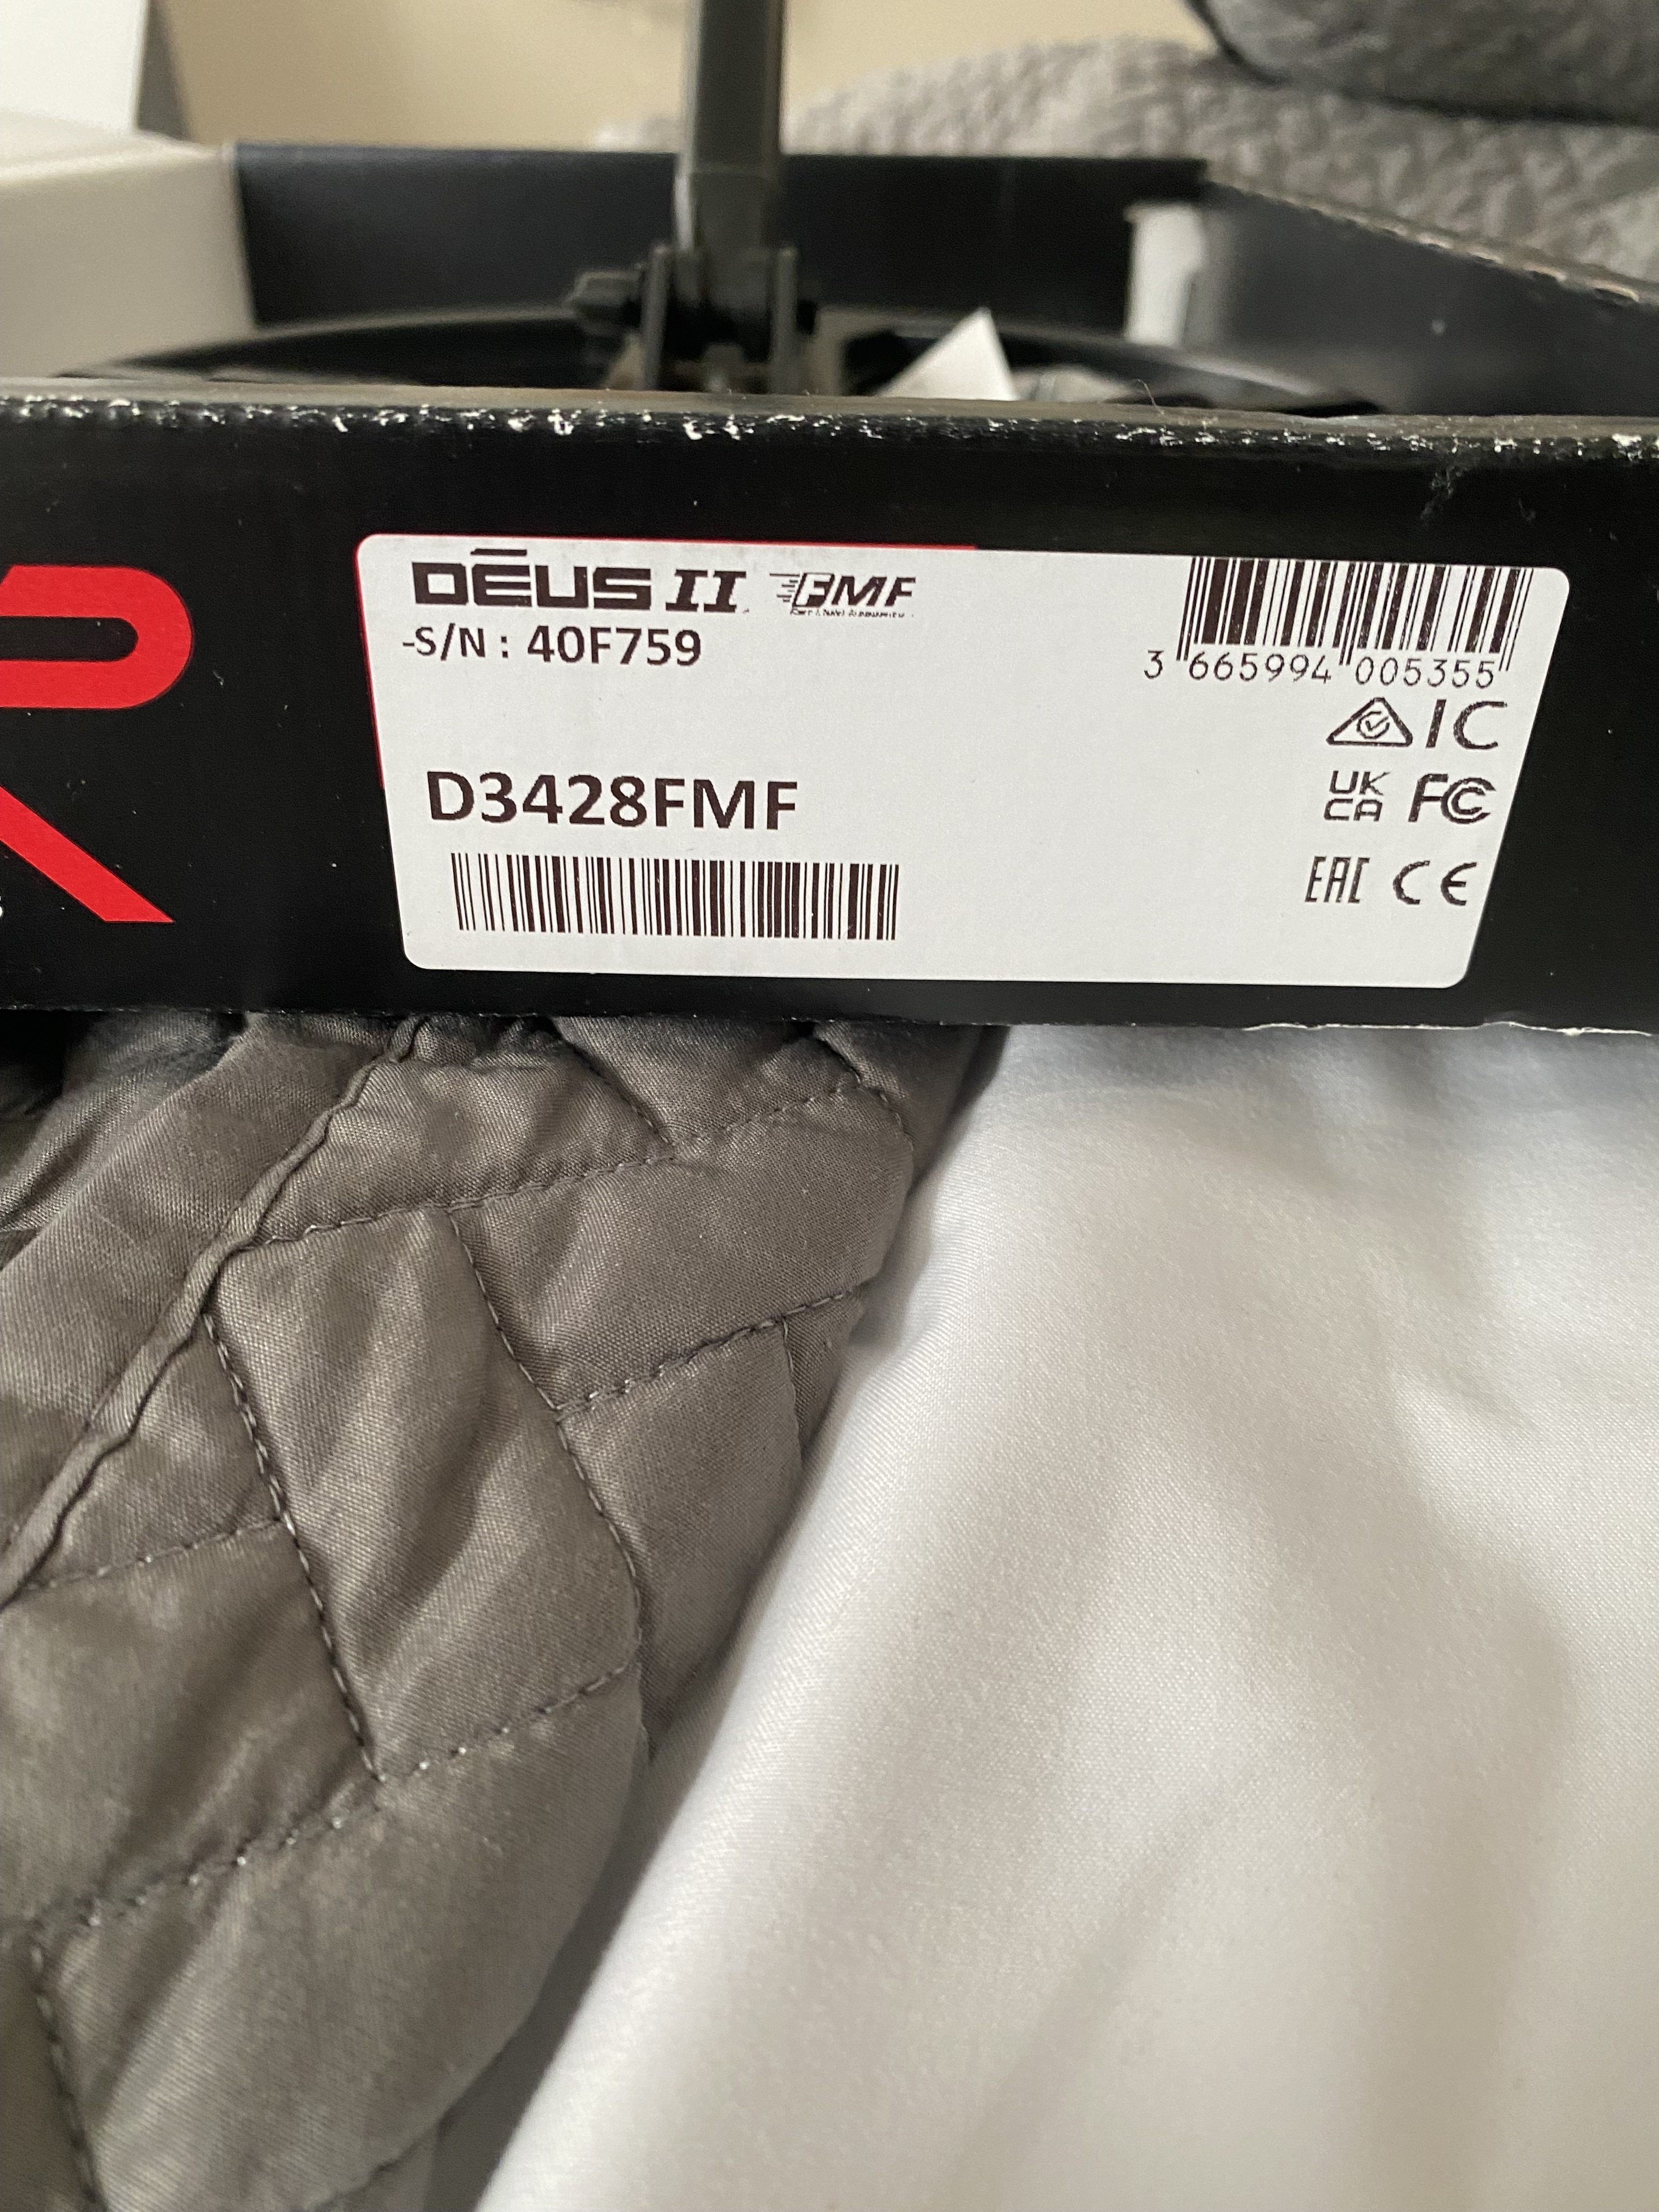 R
DĒUS II FMF
-S/N : 40F759
3 665994 005355
IC
UK
CA FC
D3428FMF
EAC CE